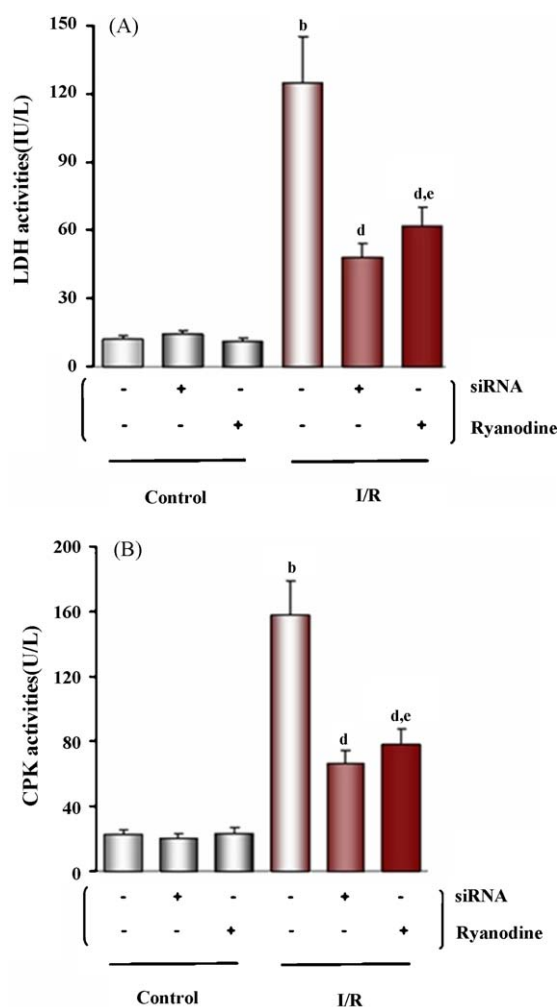 (A)
LDH activities(IU/L)
150
120
90
60
30
0
b
d
d,e
- + - - + - siRNA
- - + - - + Ryanodine
Control I/R
(B)
CPK activities(U/L)
200
160
120
80
40
0
b
d
d,e
- + - - + - siRNA
- - + - - + Ryanodine
Control I/R